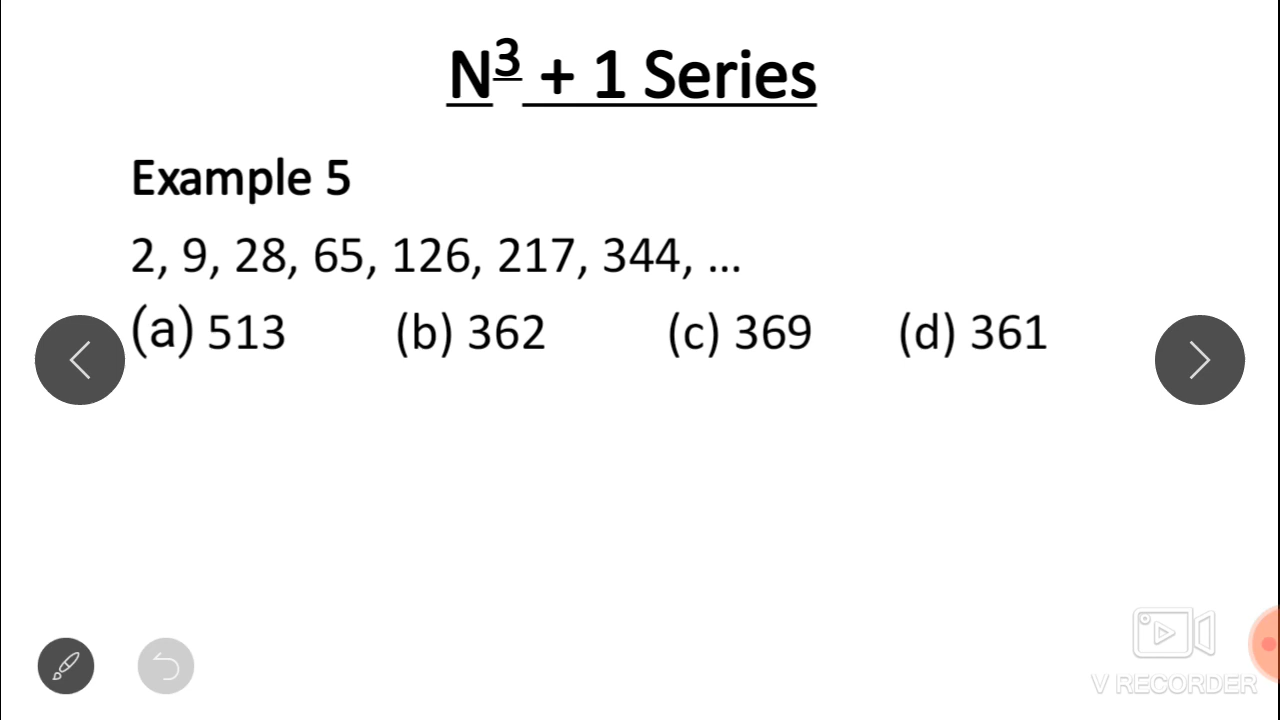 N³ + 1 Series
Example 5
2, 9, 28, 65, 126, 217, 344, ...
(a) 513 (b) 362 (c) 369 (d) 361
V RECORDER